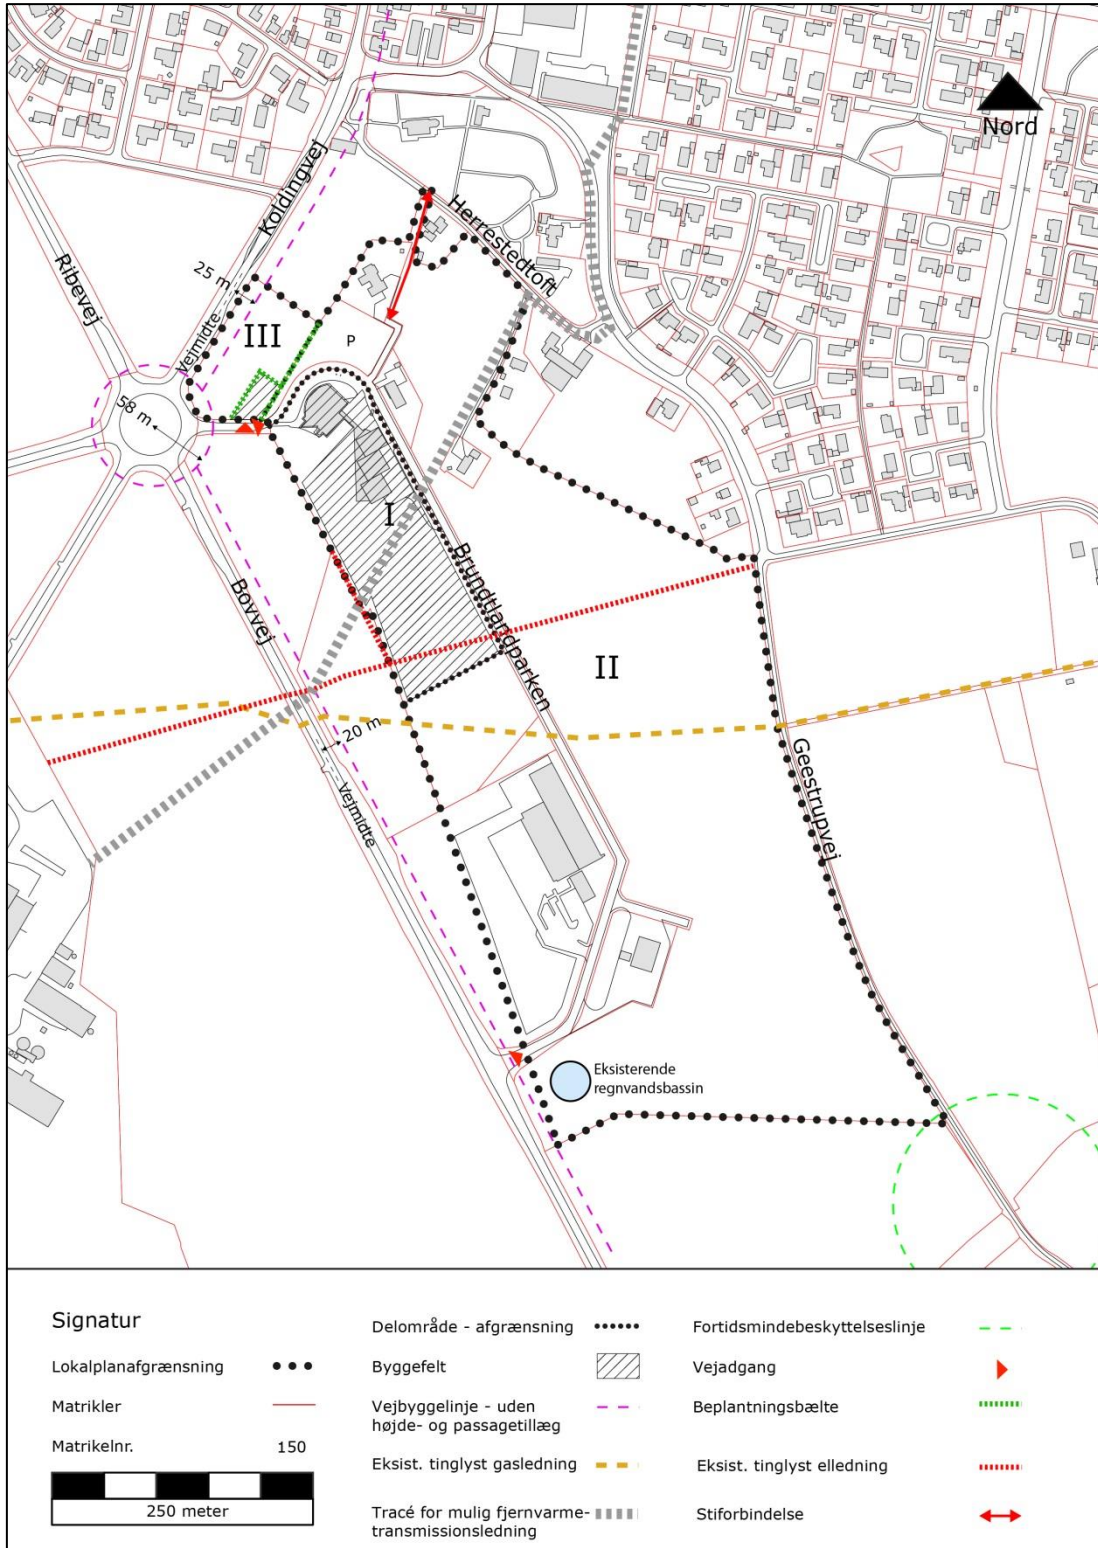 Nord
Koldingvej
Herrestedtoft
Ribevej
25 m
Vejmidte
III
P
58 m
I
Brundtlandparken
Bovvej
II
20 m
Vejmidte
Geestrupvej
Eksisterende
regnvandsbassin
Signatur
Lokalplanafgrænsning
Matrikler
Matrikelnr. 150
250 meter
Delområde - afgrænsning
Byggefelt
Vejbyggelinje - uden
højde- og passagetillæg
Eksist. tinglyst gasledning
Tracé for mulig fjernvarme-
transmissionsledning
Fortidsmindebeskyttelseslinje
Vejadgang
Beplantningsbælte
Eksist. tinglyst elledning
Stiforbindelse